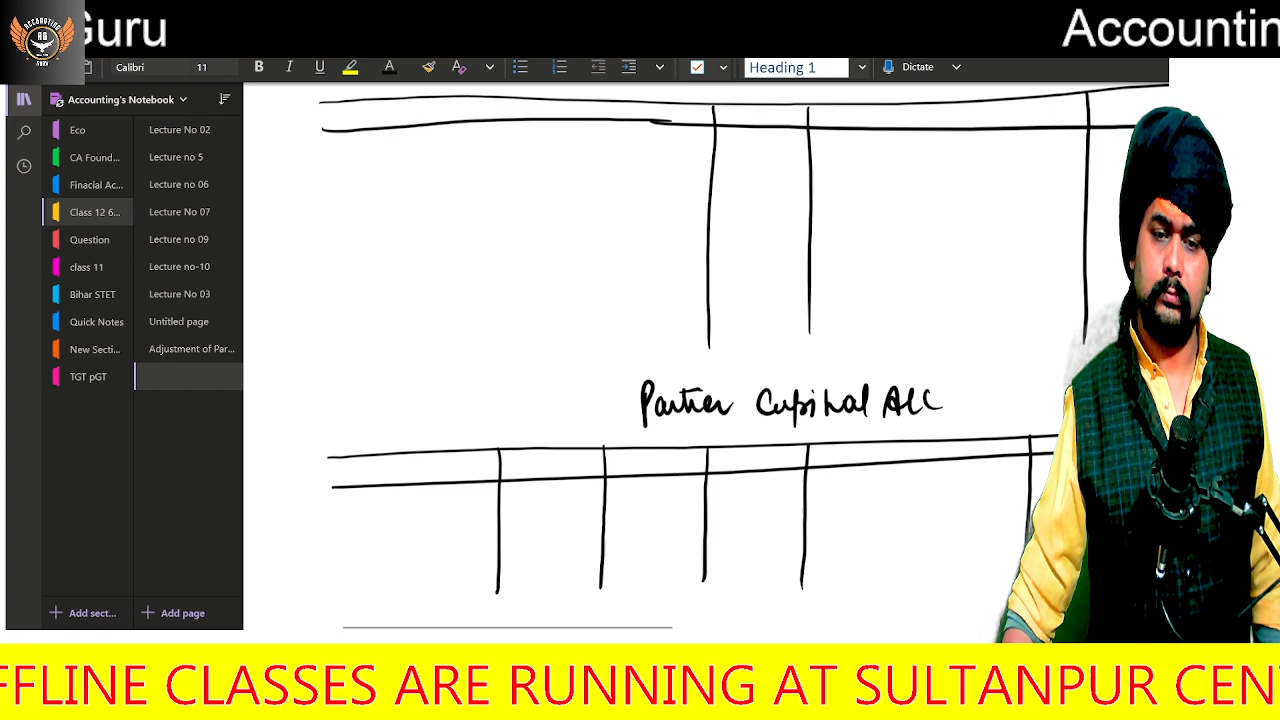 Guru
Accountin
ACCOUNTING
AG
GURU
Calibri 11 B I U A Heading 1 Dictate
Accounting's Notebook
Eco
CA Found...
Finacial Ac...
Class 12 6...
Question
class 11
Bihar STET
Quick Notes
New Secti...
TGT pGT
Add sect...
Lecture No 02
Lecture no 5
Lecture no 06
Lecture No 07
Lecture no 09
Lecture no-10
Lecture No 03
Untitled page
Adjustment of Par...
Add page
Partner Capital A/C
FFLINE CLASSES ARE RUNNING AT SULTANPUR CEN